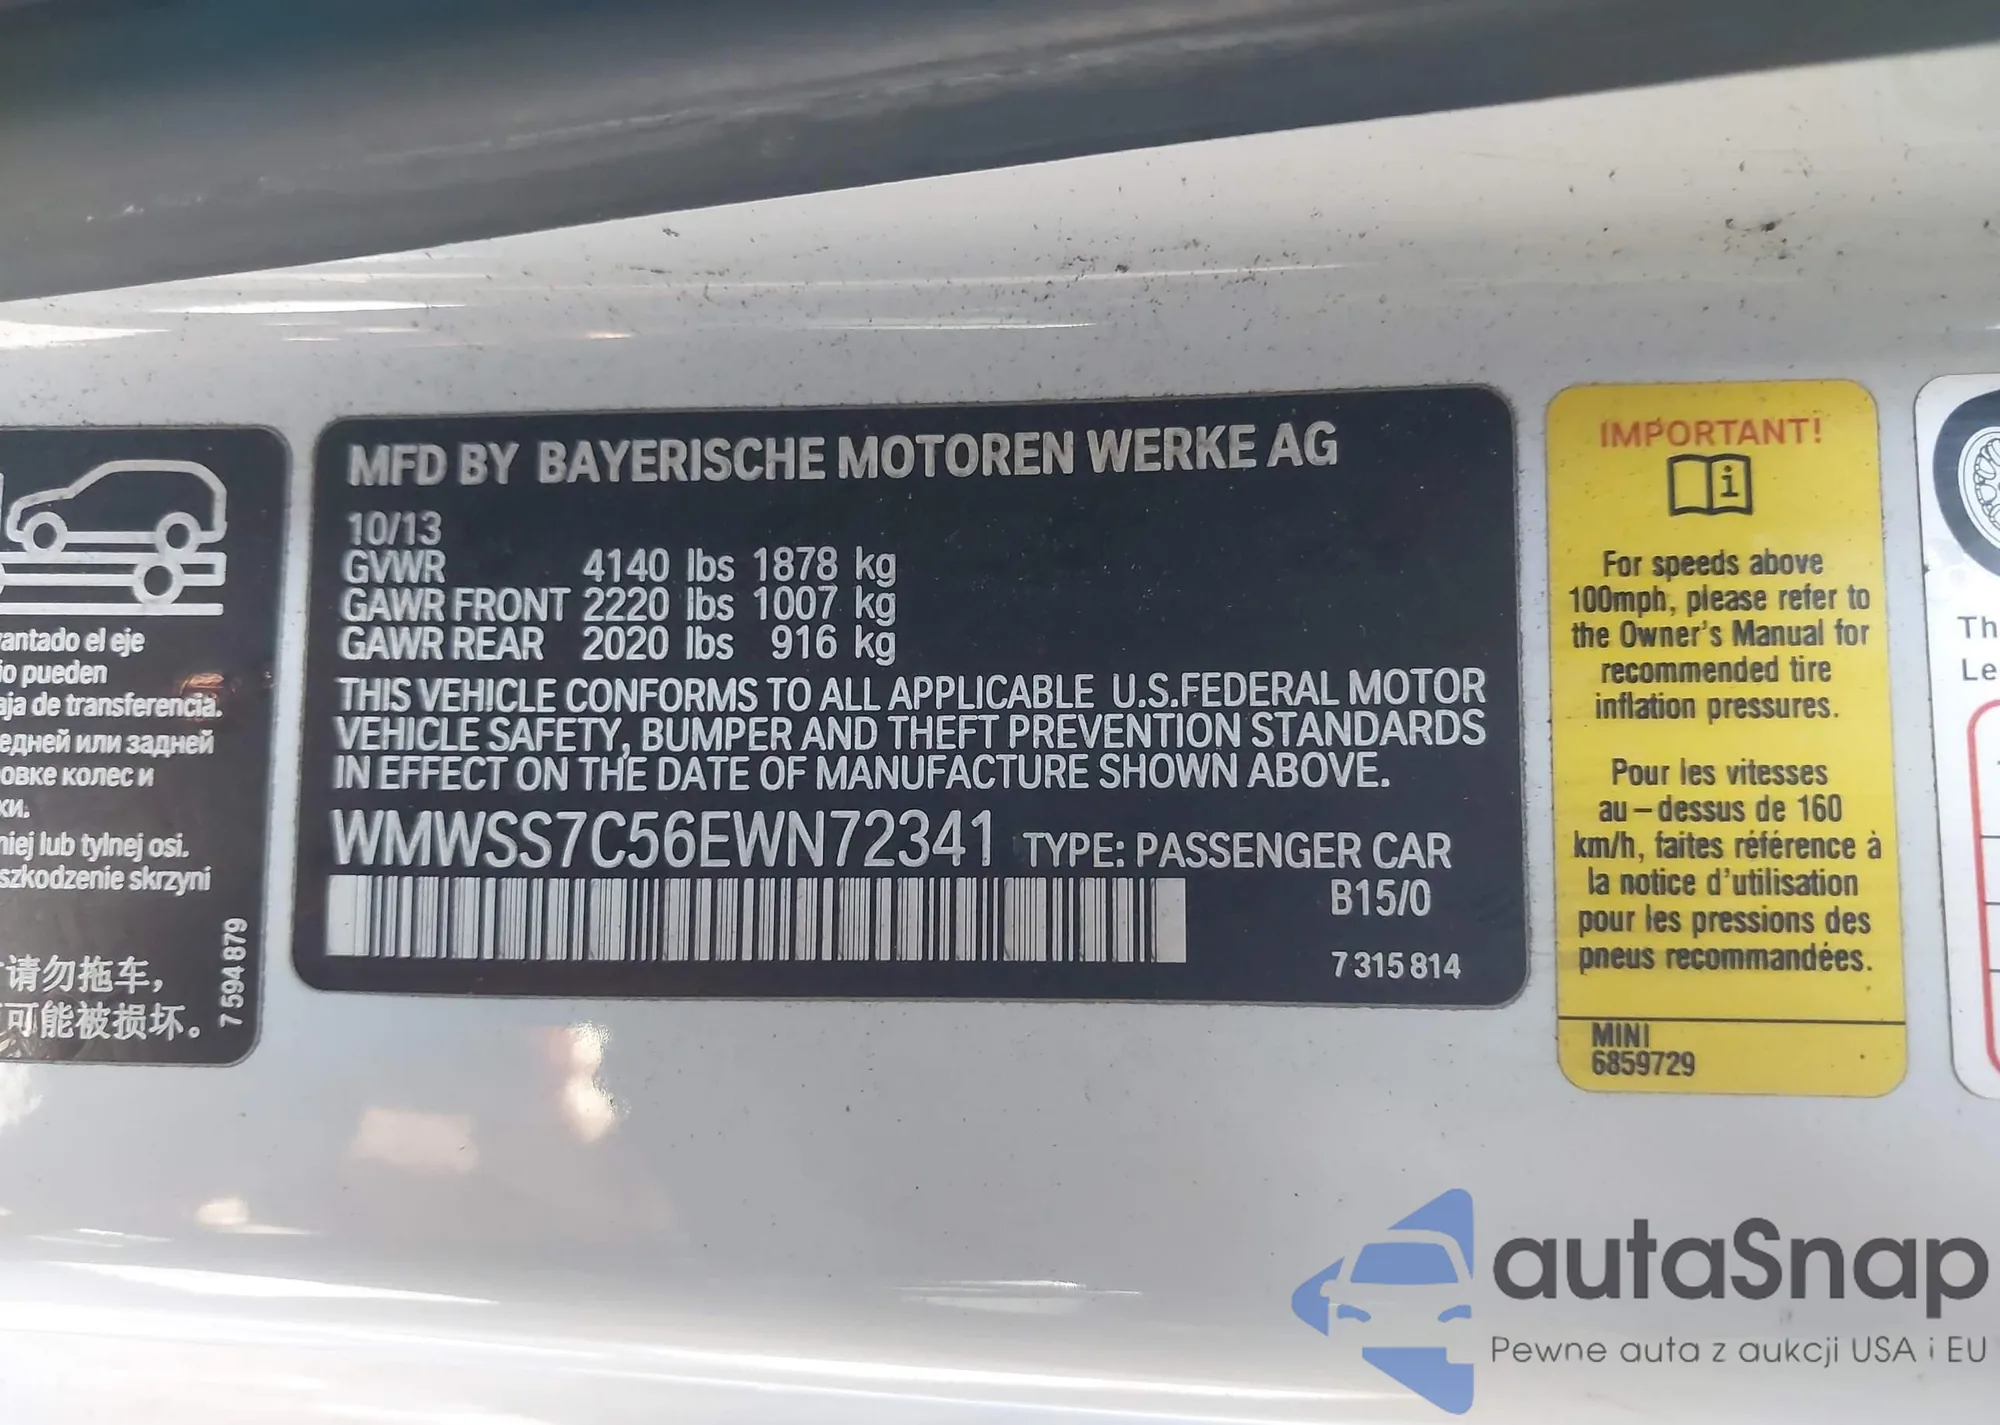 vantado el eje
io pueden
aja de transferencia.
едней или задней
овке колес и
ки.
niej lub tylnej osi.
szkodzenie skrzyni
请勿拖车，
可能被损坏。
7 594 879
MFD BY BAYERISCHE MOTOREN WERKE AG
10/13
GVWR 4140 lbs 1878 kg
GAWR FRONT 2220 lbs 1007 kg
GAWR REAR 2020 lbs 916 kg
THIS VEHICLE CONFORMS TO ALL APPLICABLE U.S.FEDERAL MOTOR
VEHICLE SAFETY, BUMPER AND THEFT PREVENTION STANDARDS
IN EFFECT ON THE DATE OF MANUFACTURE SHOWN ABOVE.
WMWSS7C56EWN72341 TYPE: PASSENGER CAR
B15/0
7 315 814
IMPORTANT!
i
For speeds above
100mph, please refer to
the Owner's Manual for
recommended tire
inflation pressures.
Pour les vitesses
au – dessus de 160
km/h, faites référence à
la notice d'utilisation
pour les pressions des
pneus recommandées.
MINI
6859729
Th
Le
autaSnap
Pewne auta z aukcji USA i EU